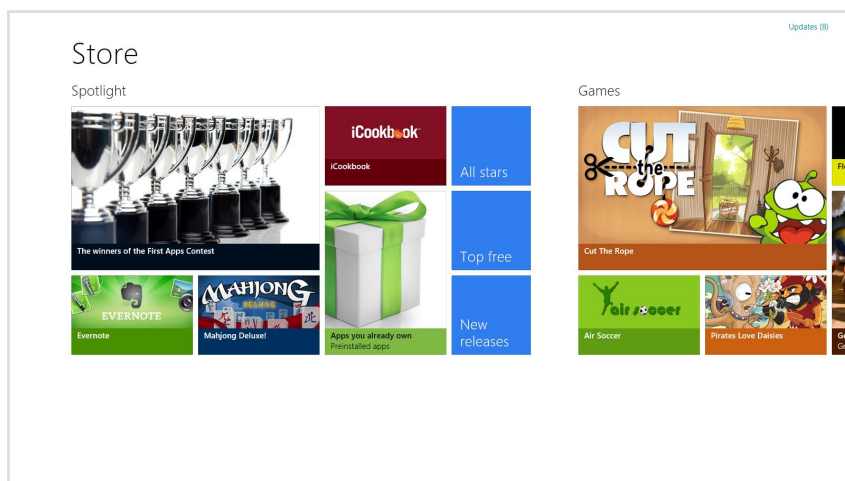 Updates (8)
Store
Spotlight
The winners of the First Apps Contest
iCookbook
iCookbook
All stars
Top free
New
releases
EVERNOTE
Evernote
MAHJONG
DELUXE
Mahjong Deluxe!
Apps you already own
Preinstalled apps
Games
CUT
the
ROPE
Cut The Rope
air soccer
Air Soccer
Pirates Love Daisies